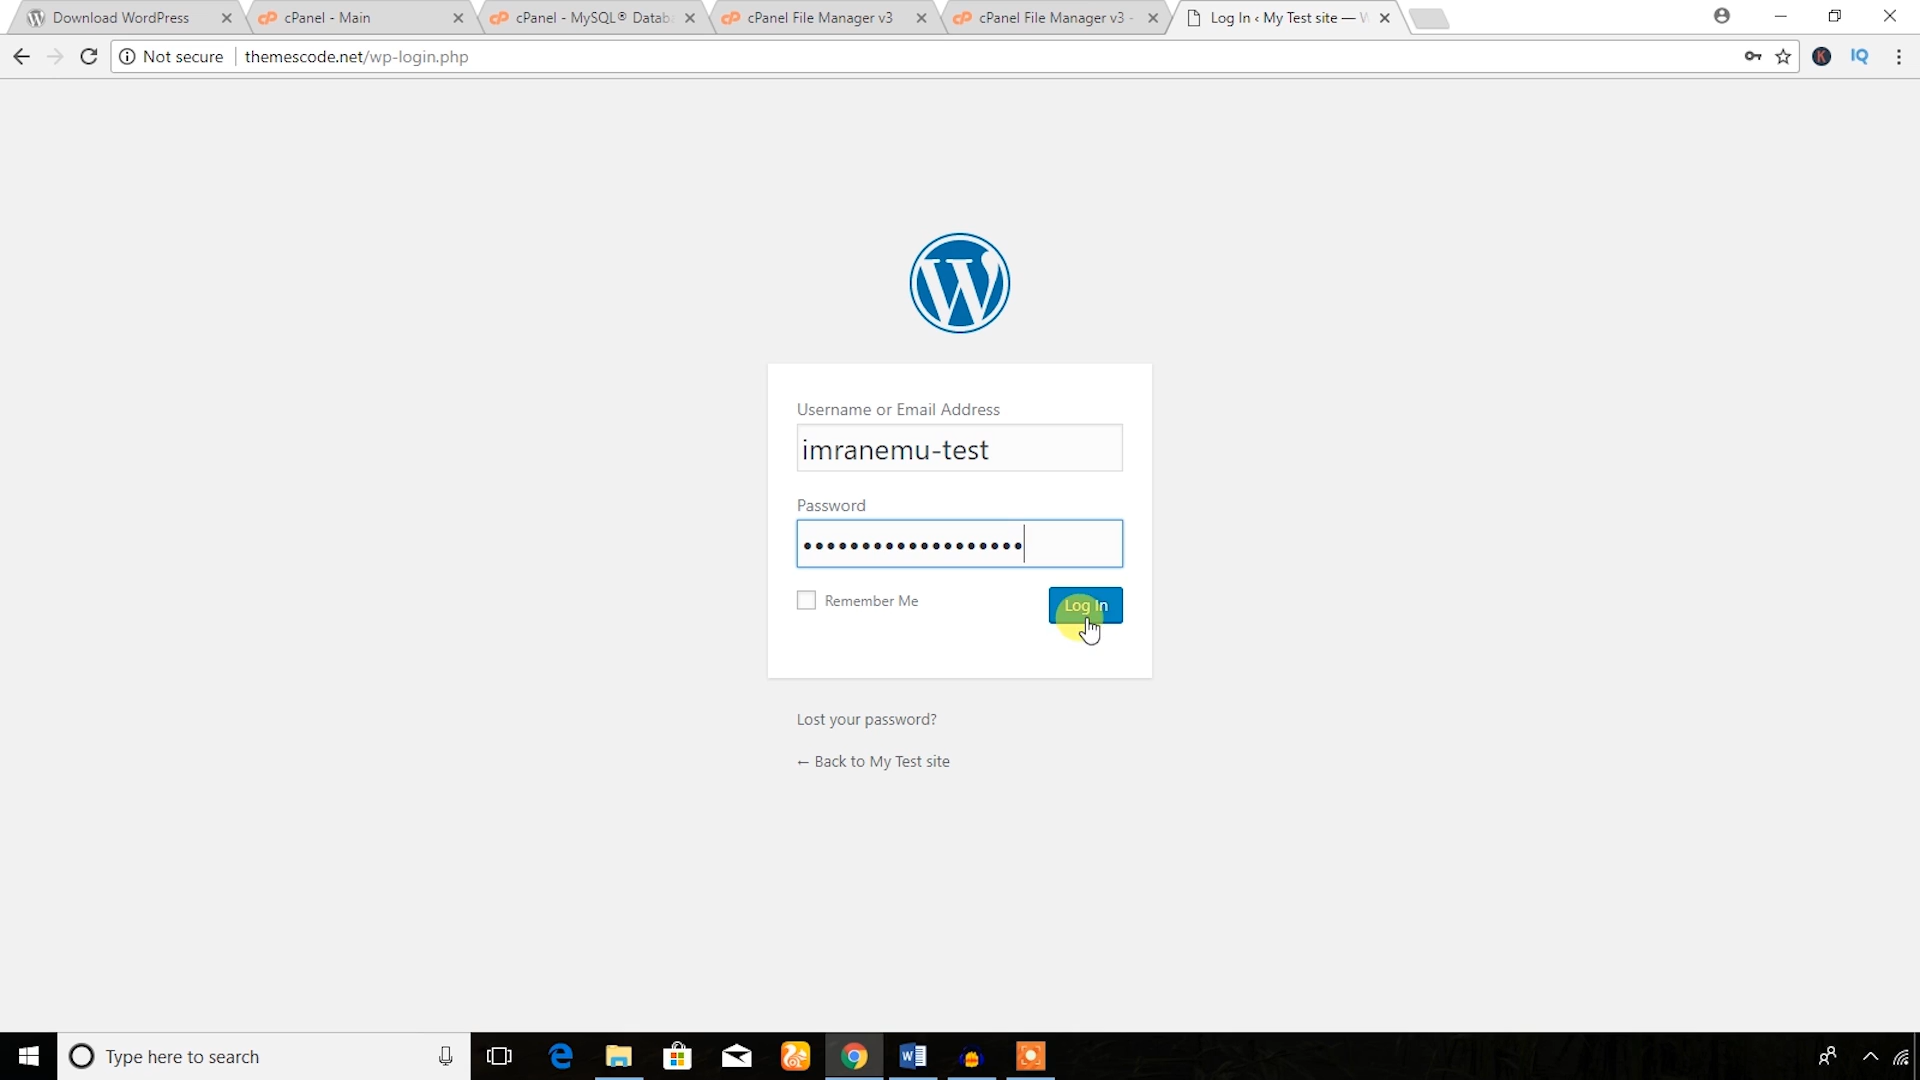 Download WordPress
cPanel - Main
cPanel - MySQL® Datab
cPanel File Manager v3
cPanel File Manager v3 -
Log In ‹ My Test site —
Not secure
themescode.net/wp-login.php
K
IQ
W
Username or Email Address
imranemu-test
Password
Remember Me
Log In
Lost your password?
← Back to My Test site
Type here to search